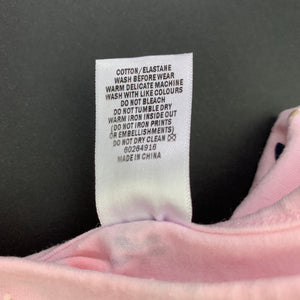 COTTON/ELASTANE
WASH BEFORE WEAR
WARM DELICATE MACHINE
WASH WITH LIKE COLOURS
DO NOT BLEACH
DO NOT TUMBLE DRY
WARM IRON INSIDE OUT
(DO NOT IRON PRINTS
OR EMBELLISHMENTS)
DO NOT DRY CLEAN
60264916
MADE IN CHINA